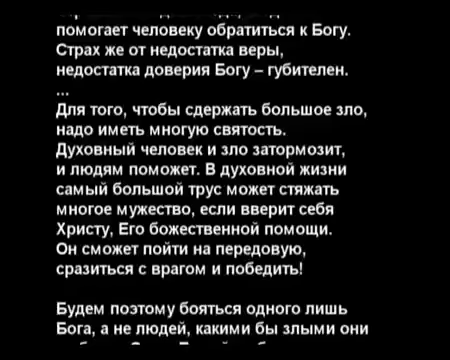 помогает человеку обратиться к Богу.
Страх же от недостатка веры,
недостатка доверия Богу – губителен.
...
Для того, чтобы сдержать большое зло,
надо иметь многую святость.
Духовный человек и зло затормозит,
и людям поможет. В духовной жизни
самый большой трус может стяжать
многое мужество, если вверит себя
Христу, Его божественной помощи.
Он сможет пойти на передовую,
сразиться с врагом и победить!
Будем поэтому бояться одного лишь
Бога, а не людей, какими бы злыми они